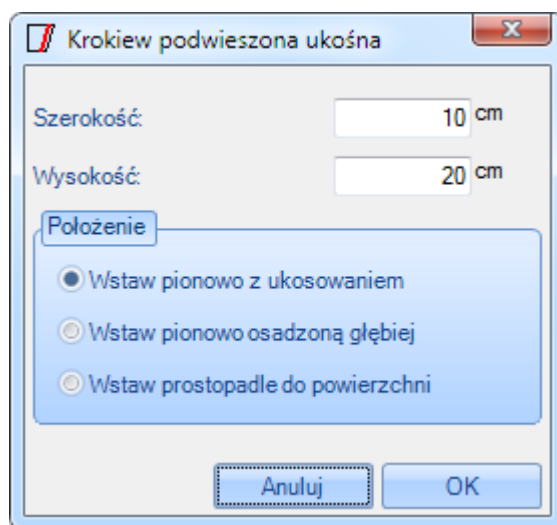 Krokiew podwieszona ukośna
Szerokość: 10 cm
Wysokość: 20 cm
Położenie
Wstaw pionowo z ukosowaniem
Wstaw pionowo osadzoną głębiej
Wstaw prostopadle do powierzchni
Anuluj OK